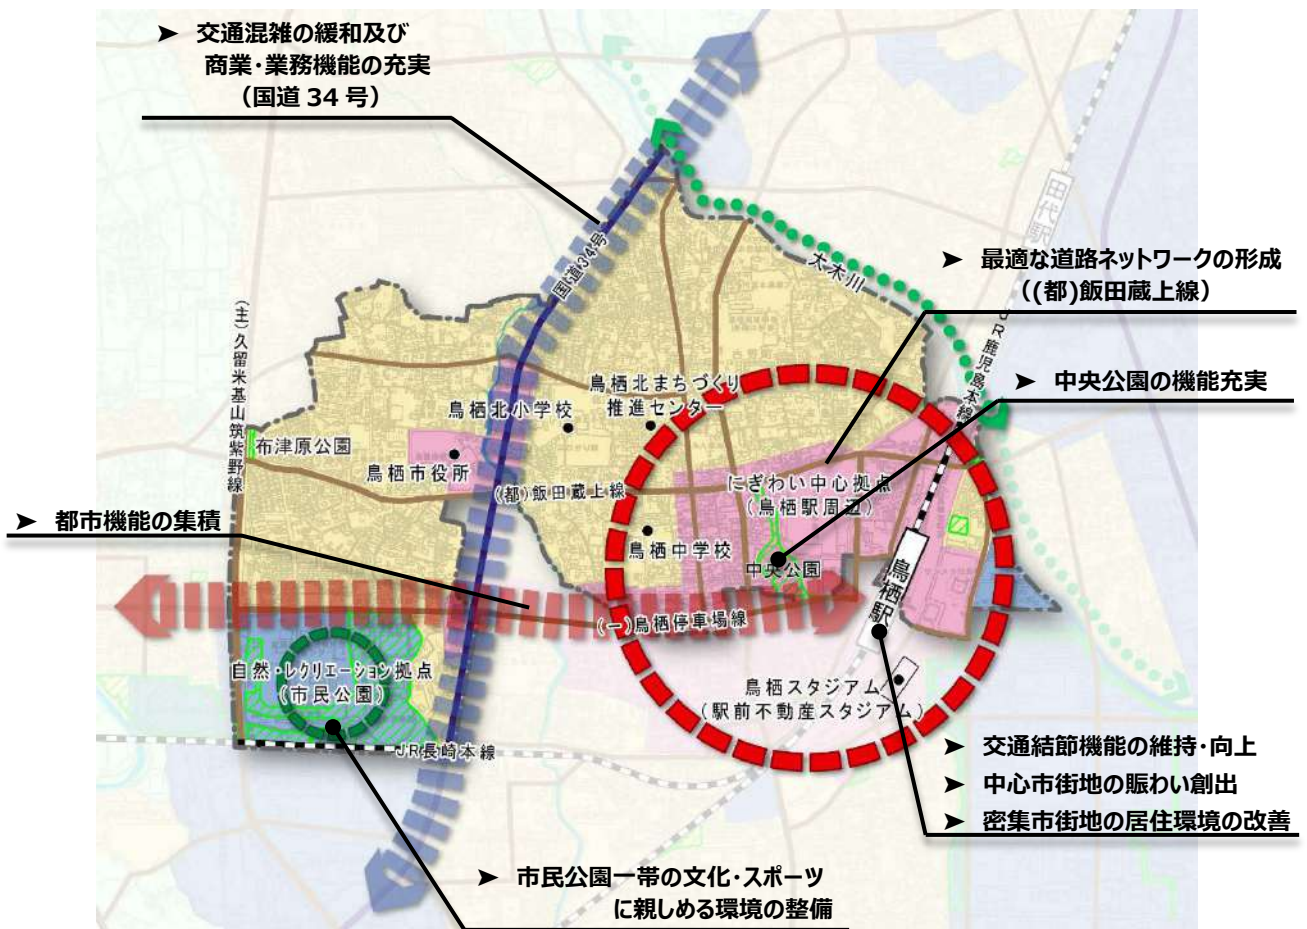 ➤ 交通混雑の緩和及び
商業・業務機能の充実
（国道 34 号）
田代駅
国道34号
大木川
➤ 最適な道路ネットワークの形成
（(都)飯田蔵上線）
JR鹿児島本線
(主)久留米基山筑紫野線
➤ 中央公園の機能充実
鳥栖北まちづくり
推進センター
鳥栖北小学校
布津原公園
鳥栖市役所
(都)飯田蔵上線
にぎわい中心拠点
(鳥栖駅周辺)
➤ 都市機能の集積
鳥栖中学校
中央公園
鳥栖駅
(一)鳥栖停車場線
自然・レクリエーション拠点
(市民公園)
鳥栖スタジアム
(駅前不動産スタジアム)
JR長崎本線
➤ 交通結節機能の維持・向上
➤ 中心市街地の賑わい創出
➤ 密集市街地の居住環境の改善
➤ 市民公園一帯の文化・スポーツ
に親しめる環境の整備